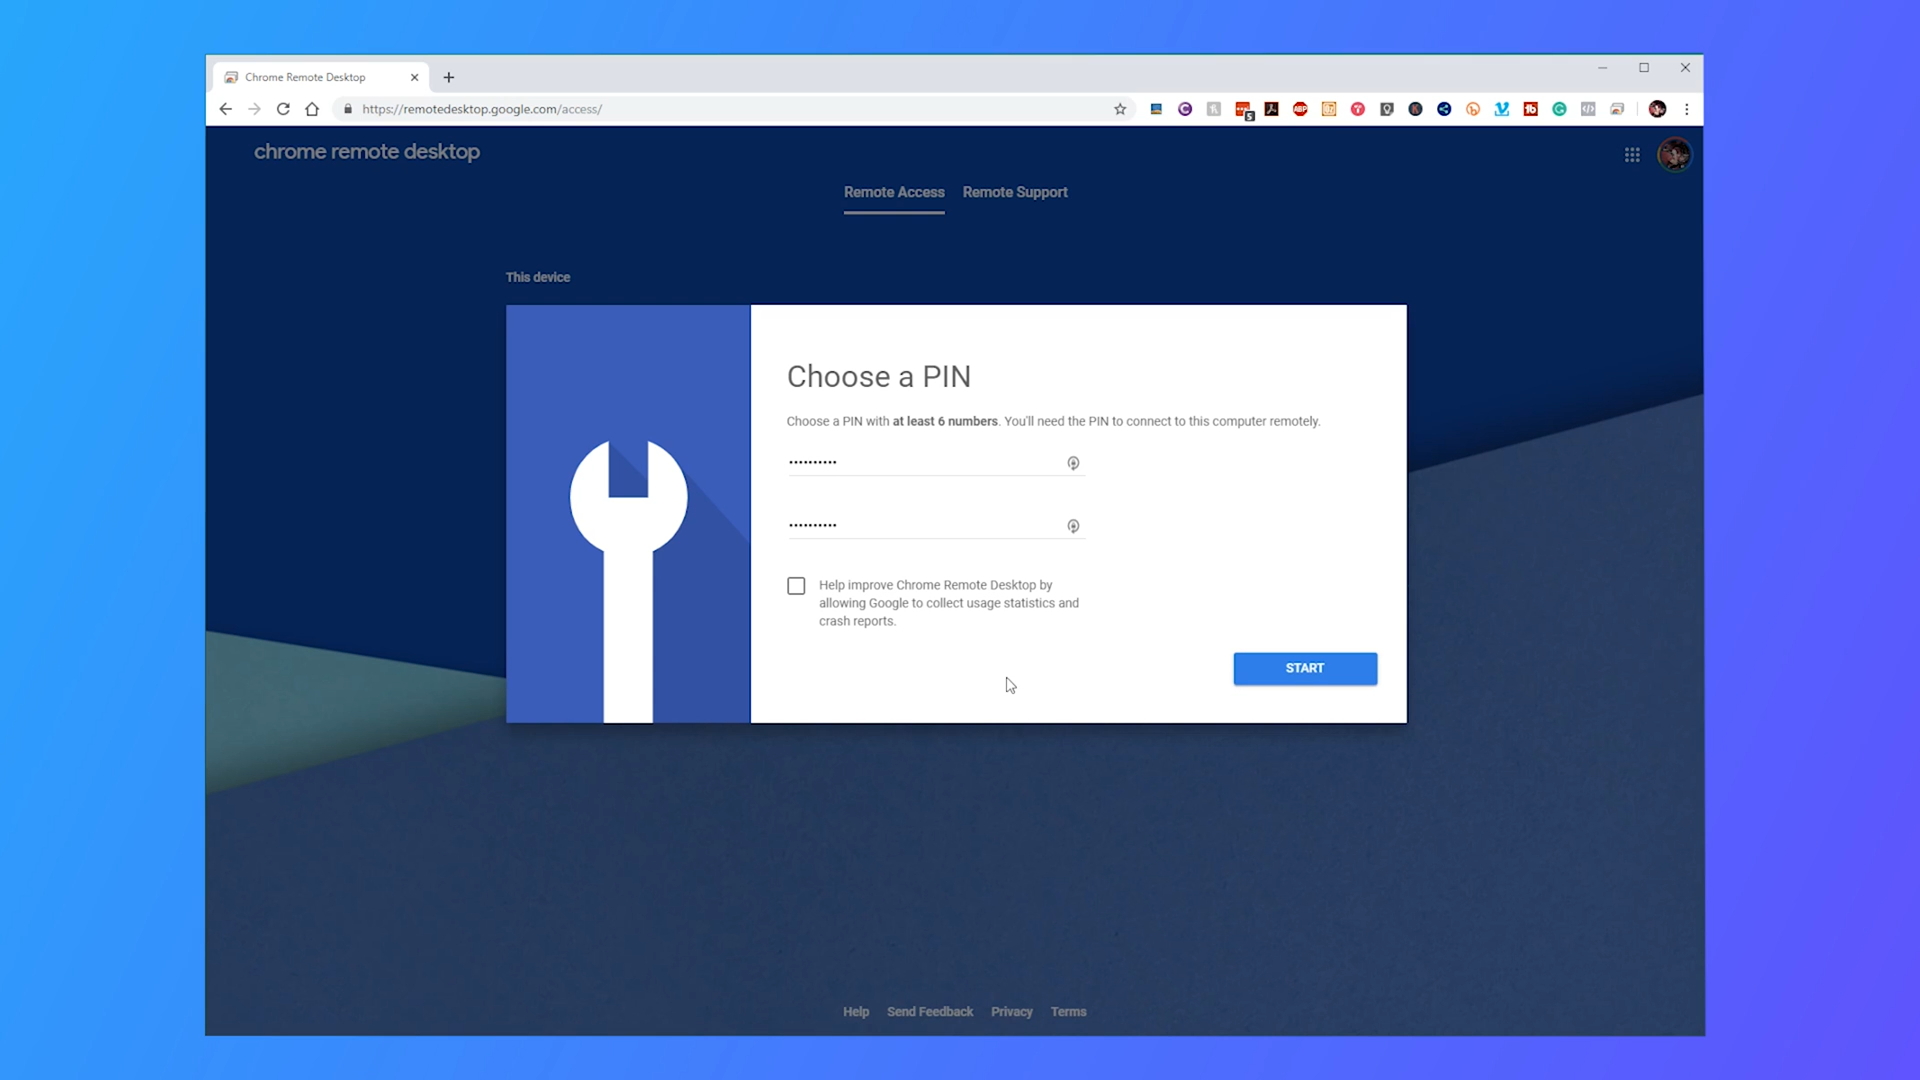 Chrome Remote Desktop
https://remotedesktop.google.com/access/
5
ABP
chrome remote desktop
Remote Access
Remote Support
This device
Choose a PIN
Choose a PIN with at least 6 numbers. You'll need the PIN to connect to this computer remotely.
••••••••••
••••••••••
Help improve Chrome Remote Desktop by
allowing Google to collect usage statistics and
crash reports.
START
Help
Send Feedback
Privacy
Terms